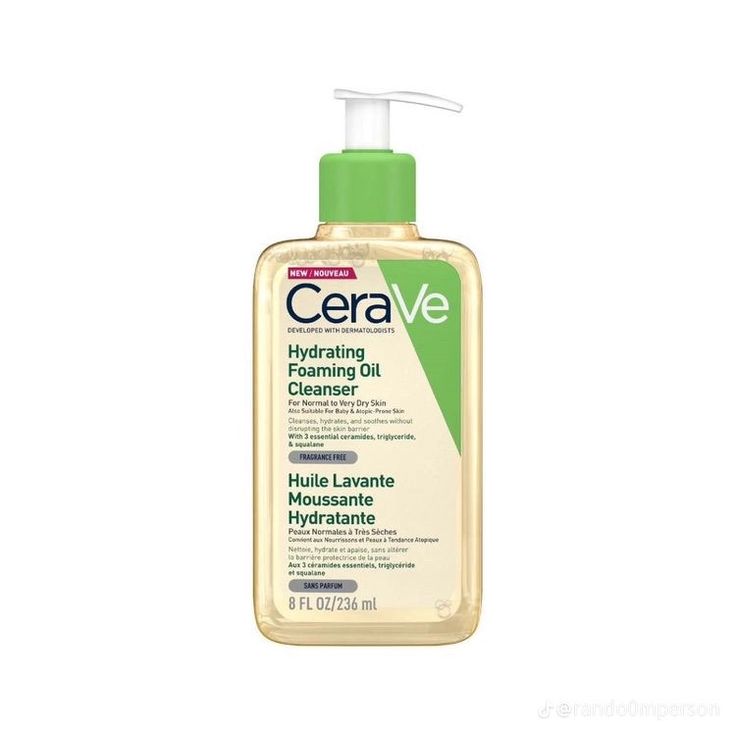 NEW / NOUVEAU
CeraVe
DEVELOPED WITH DERMATOLOGISTS
Hydrating
Foaming Oil
Cleanser
For Normal to Very Dry Skin
Also Suitable For Baby & Atopic-Prone Skin
Cleanses, hydrates, and soothes without
disrupting the skin barrier
With 3 essential ceramides, triglyceride,
& squalane
FRAGRANCE FREE
Huile Lavante
Moussante
Hydratante
Peaux Normales à Très Sèches
Convient aux Nourrissons et Peaux à Tendance Atopique
Nettoie, hydrate et apaise, sans altérer
la barrière protectrice de la peau
Aux 3 céramides essentiels, triglycéride
et squalane
SANS PARFUM
8 FL OZ/236 ml
@rando0mperson